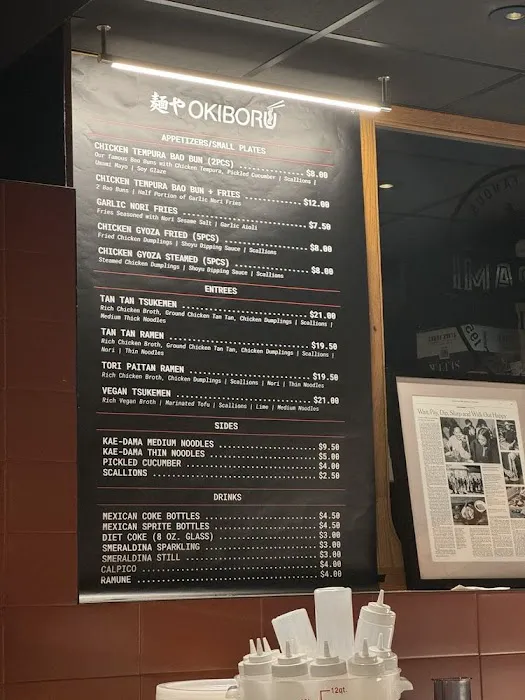 麺や OKIBORU
APPETIZERS/SMALL PLATES
CHICKEN TEMPURA BAO BUN (2PCS) $8.00
Our famous Bao Buns with Chicken Tempura, Pickled Cucumber | Scallions |
Umami Mayo | Soy Glaze
CHICKEN TEMPURA BAO BUN + FRIES $12.00
2 Bao Buns | Half Portion of Garlic Nori Fries
GARLIC NORI FRIES $7.50
Fries Seasoned with Nori Sesame Salt | Garlic Aioli
CHICKEN GYOZA FRIED (5PCS) $8.00
Fried Chicken Dumplings | Shoyu Dipping Sauce | Scallions
CHICKEN GYOZA STEAMED (5PCS) $8.00
Steamed Chicken Dumplings | Shoyu Dipping Sauce | Scallions
ENTREES
TAN TAN TSUKEMEN $21.00
Rich Chicken Broth, Ground Chicken Tan Tan, Chicken Dumplings | Scallions |
Medium Thick Noodles
TAN TAN RAMEN $19.50
Rich Chicken Broth, Ground Chicken Tan Tan, Chicken Dumplings | Scallions |
Nori | Thin Noodles
TORI PAITAN RAMEN $19.50
Rich Chicken Broth, Chicken Dumplings | Scallions | Nori | Thin Noodles
VEGAN TSUKEMEN $21.00
Rich Vegan Broth | Marinated Tofu | Scallions | Lime | Medium Noodles
SIDES
KAE-DAMA MEDIUM NOODLES $9.50
KAE-DAMA THIN NOODLES $5.00
PICKLED CUCUMBER $4.00
SCALLIONS $2.50
DRINKS
MEXICAN COKE BOTTLES $4.50
MEXICAN SPRITE BOTTLES $4.50
DIET COKE (8 OZ. GLASS) $3.00
SMERALDINA SPARKLING $3.00
SMERALDINA STILL $3.00
CALPICO $4.00
RAMUNE $4.00
Wait, Pay, Dip, Slurp and Walk Out Happy
12qt.